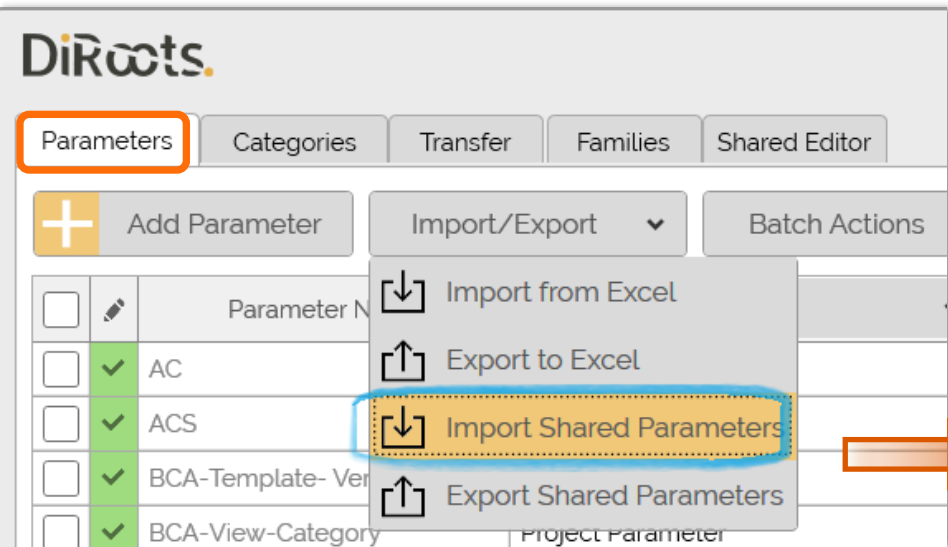 DiRoots.
Parameters Categories Transfer Families Shared Editor
Add Parameter Import/Export Batch Actions
Parameter N
Import from Excel
AC
Export to Excel
ACS
Import Shared Parameters
BCA-Template- Ver
Export Shared Parameters
BCA-View-Category Project Parameter